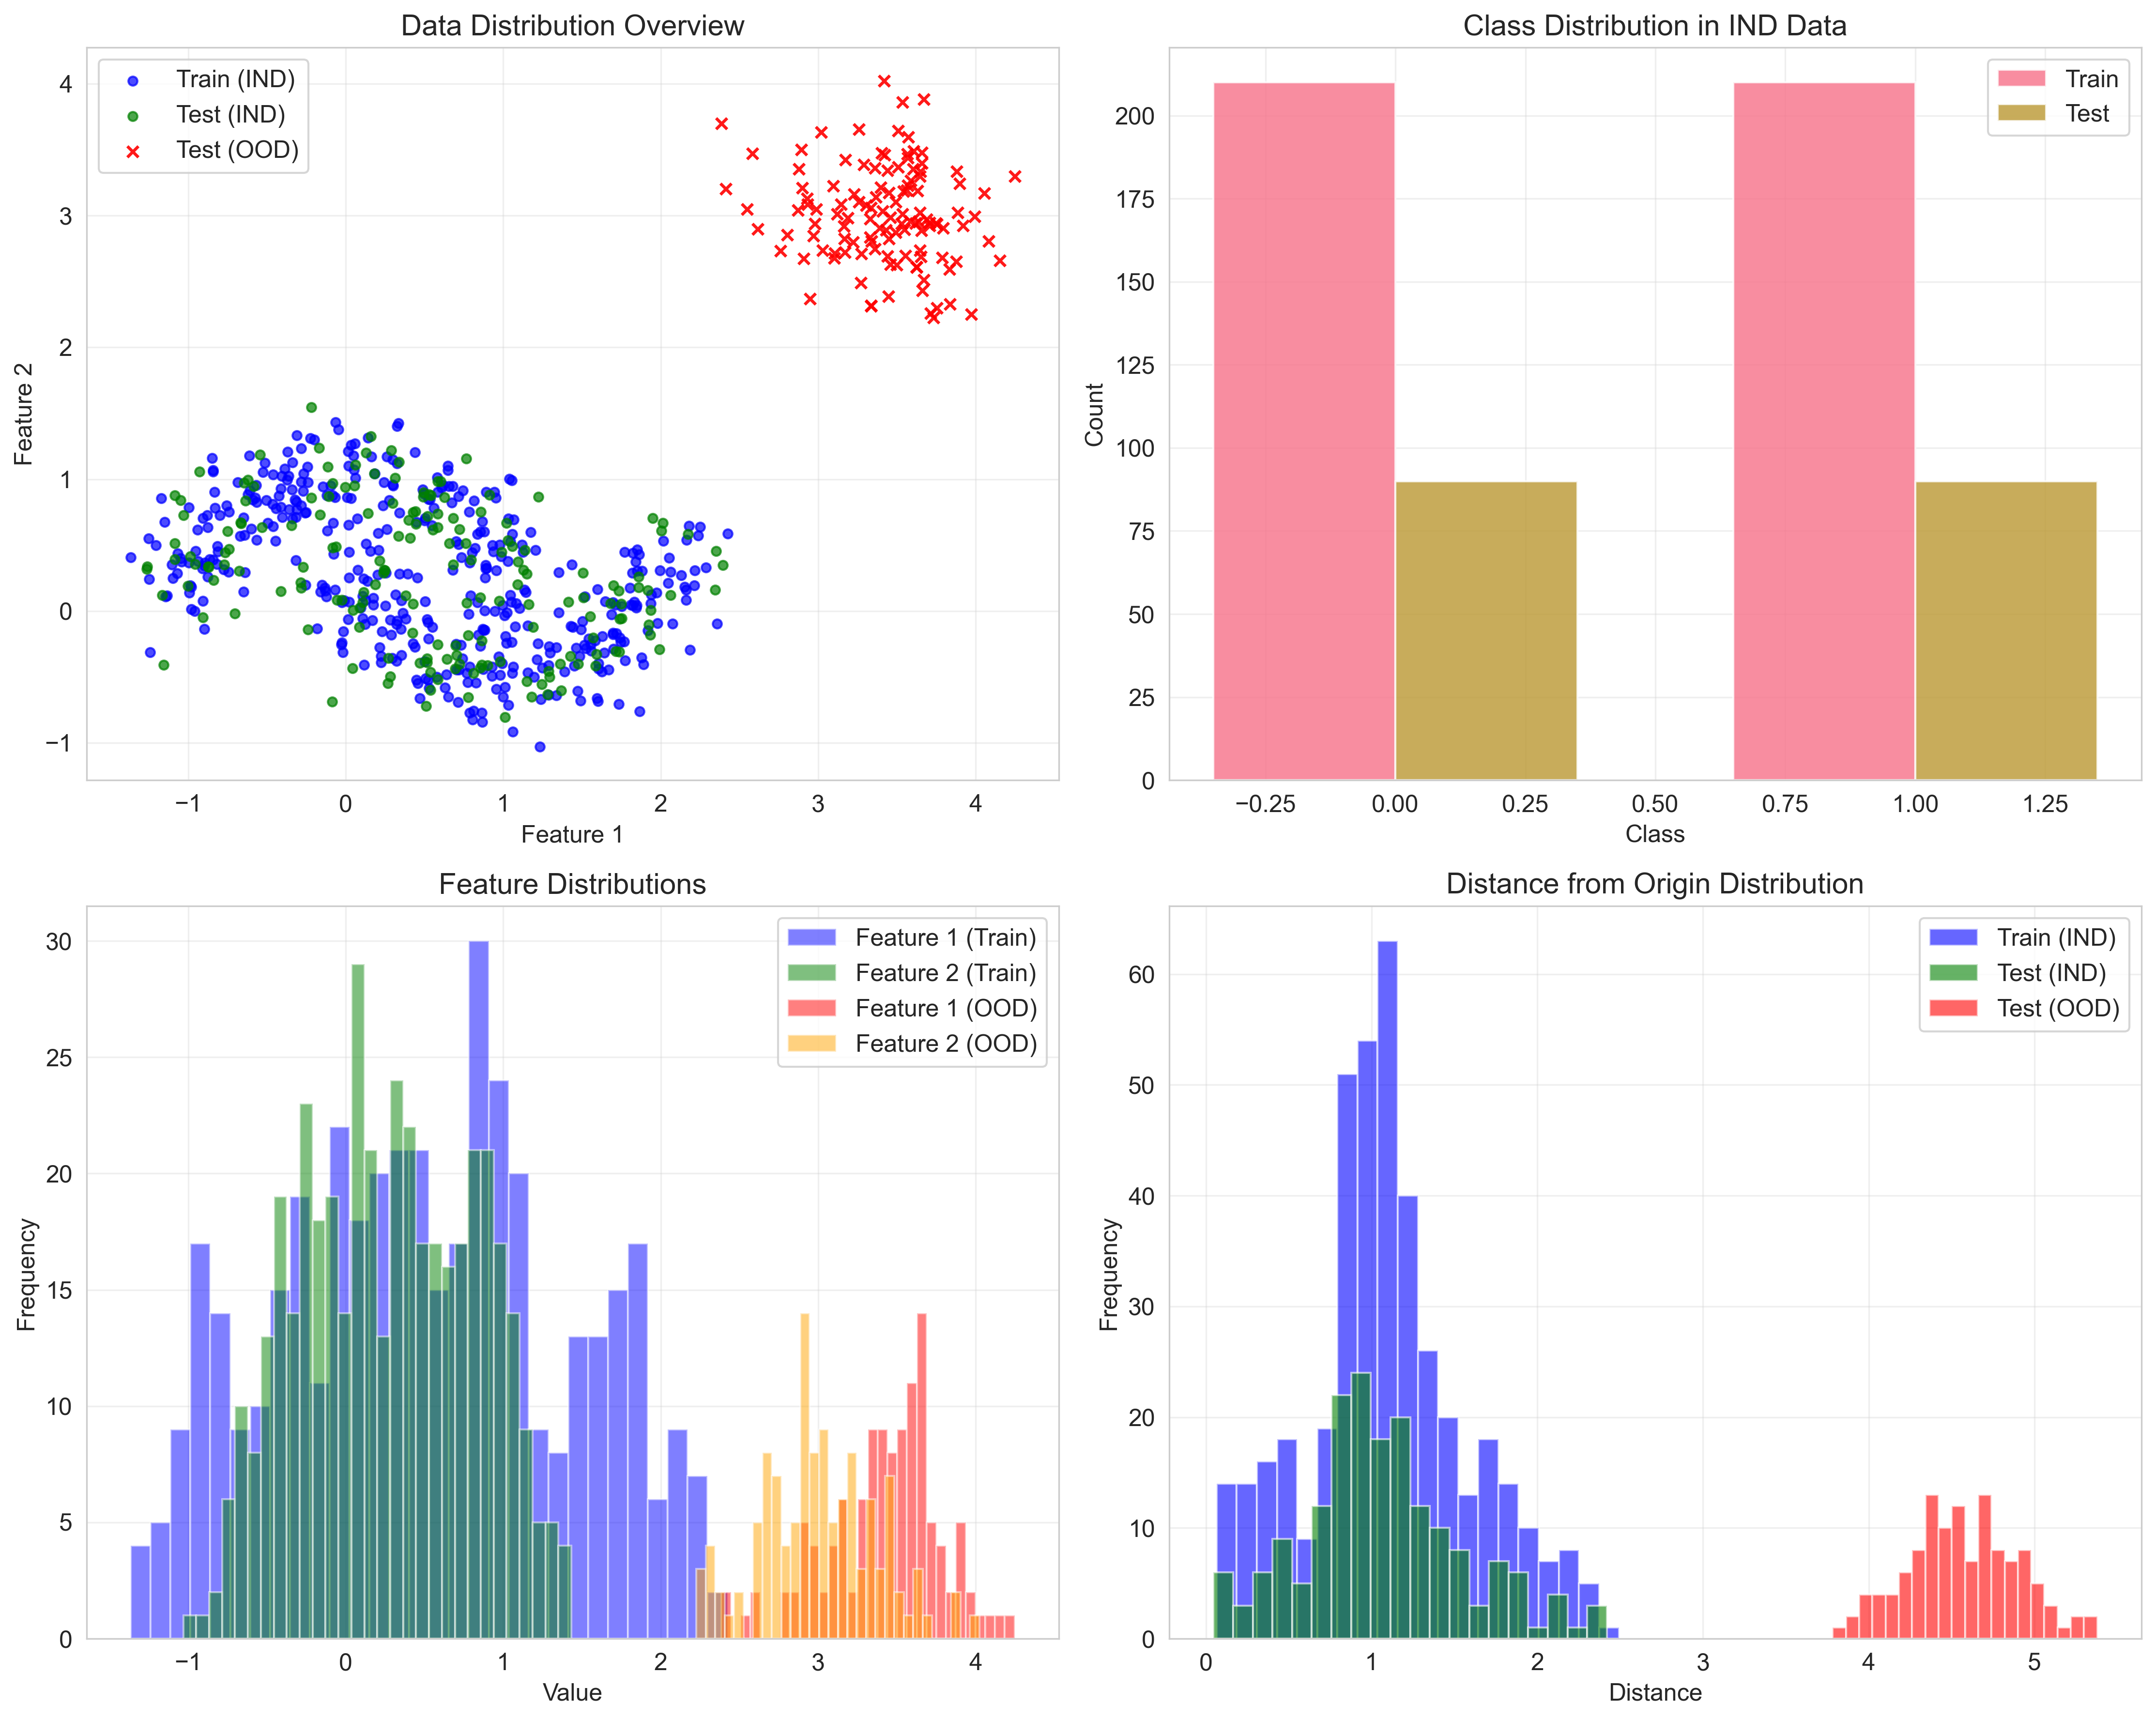 Data Distribution Overview
Train (IND)
Test (IND)
Test (OOD)
4
3
2
1
0
−1
Feature 2
−1
0
1
2
3
4
Feature 1
Class Distribution in IND Data
Train
Test
200
175
150
125
100
75
50
25
0
Count
−0.25
0.00
0.25
0.50
0.75
1.00
1.25
Class
Feature Distributions
Feature 1 (Train)
Feature 2 (Train)
Feature 1 (OOD)
Feature 2 (OOD)
30
25
20
15
10
5
0
Frequency
−1
0
1
2
3
4
Value
Distance from Origin Distribution
Train (IND)
Test (IND)
Test (OOD)
60
50
40
30
20
10
0
Frequency
0
1
2
3
4
5
Distance